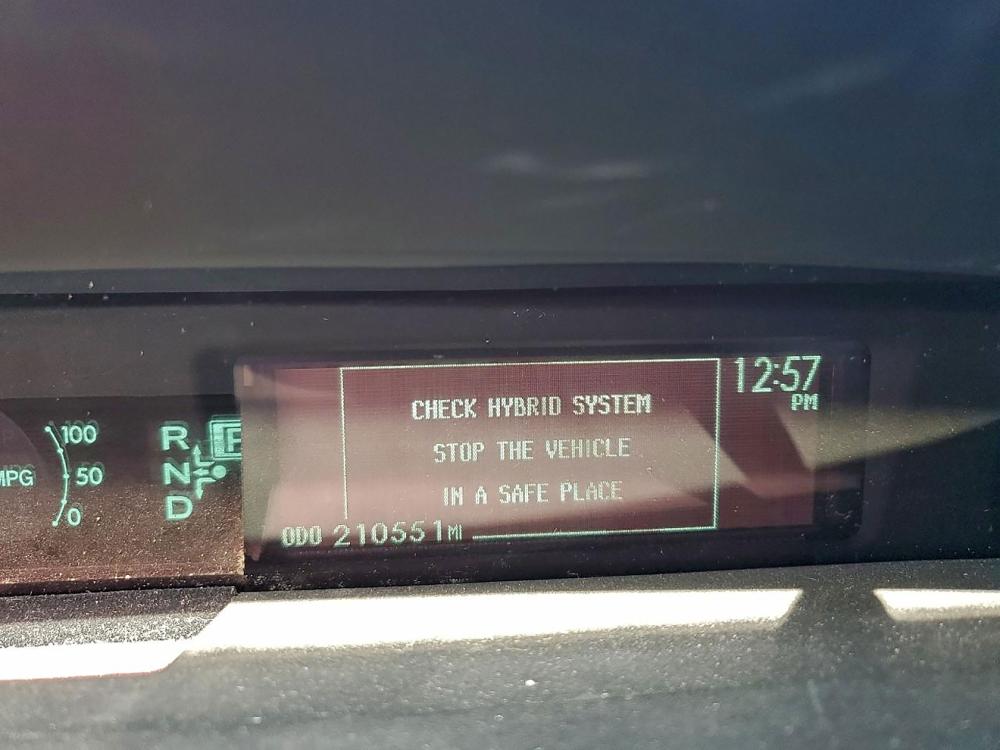 CHECK HYBRID SYSTEM
STOP THE VEHICLE
IN A SAFE PLACE
12:57
PM
ODO 210551 MI
100
50
0
MPG
R
N
D
P